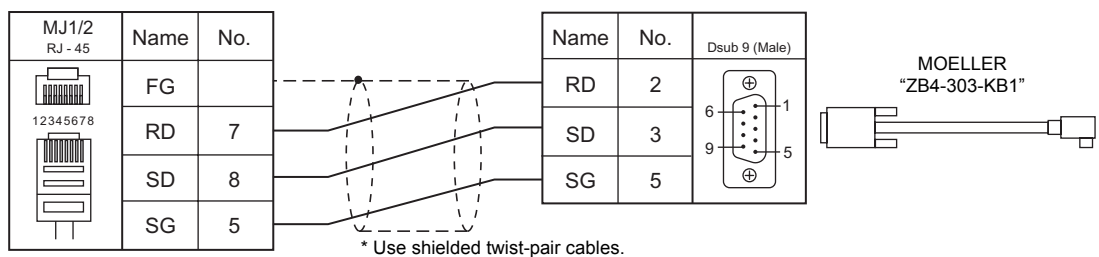 MJ1/2 Name No.
RJ - 45
FG
12345678
RD 7
SD 8
SG 5
Name No. Dsub 9 (Male)
RD 2
SD 3
SG 5
6 1
9 5
MOELLER
“ZB4-303-KB1”
* Use shielded twist-pair cables.